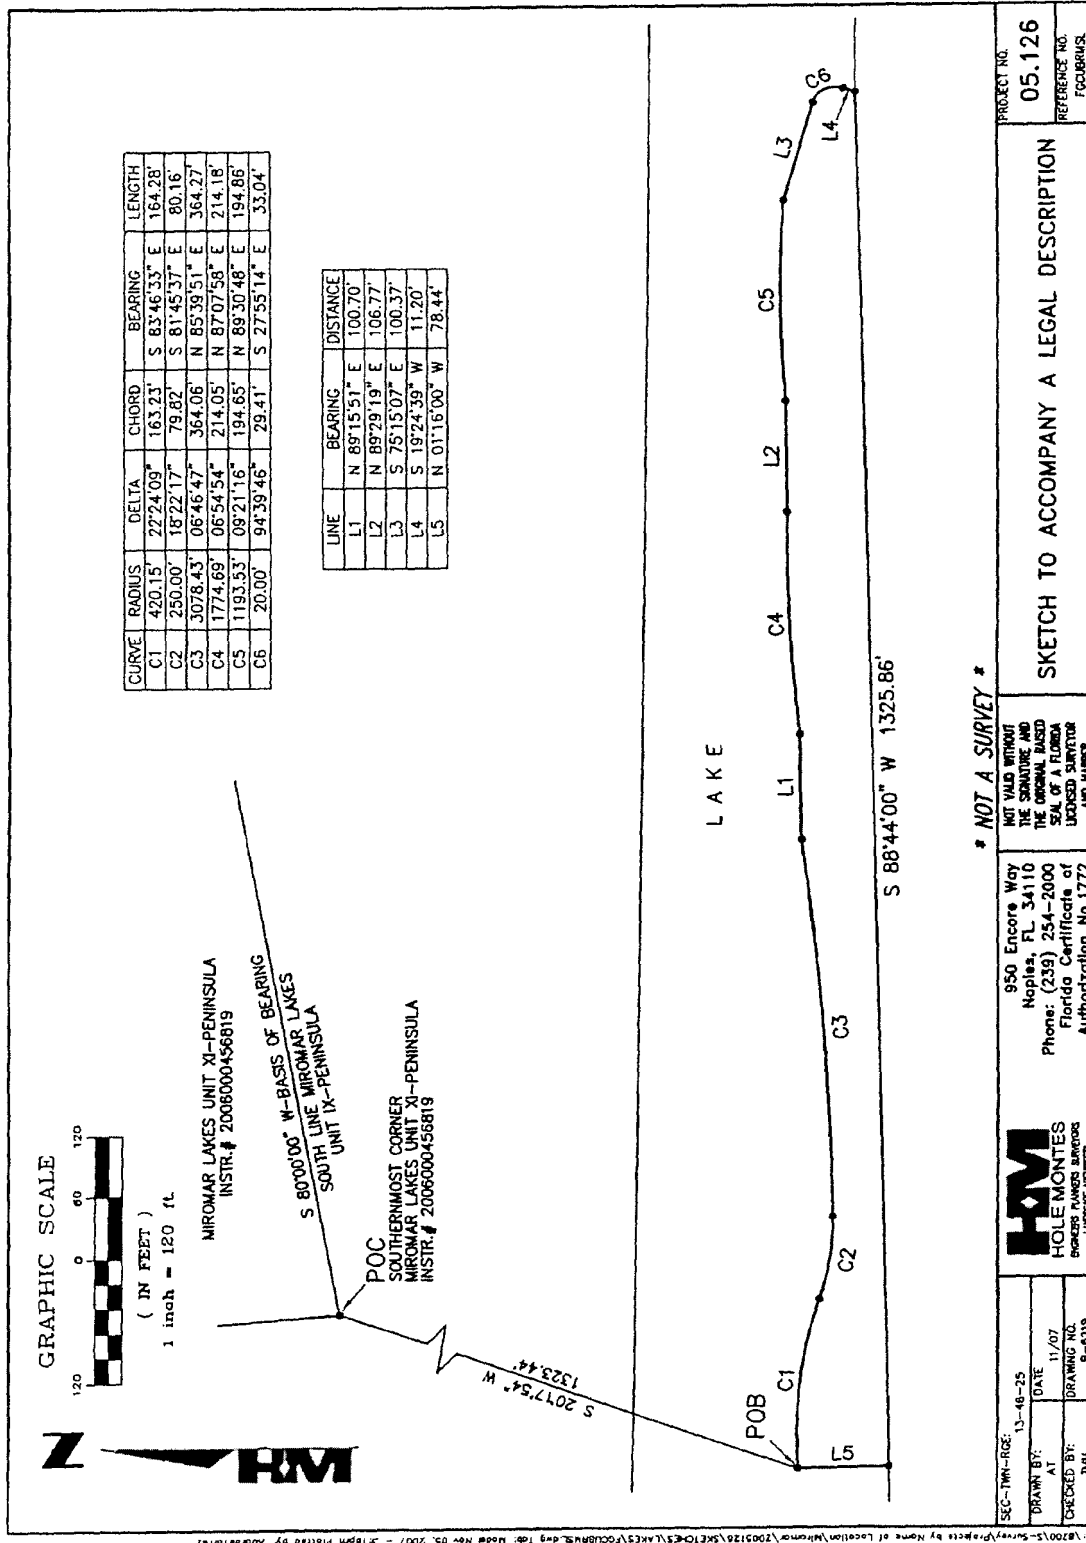 GRAPHIC SCALE
120 0 60 120
( IN FEET )
1 inch = 120 ft.
N
HM
MIROMAR LAKES UNIT XI-PENINSULA
INSTR.# 2006000456819
S 80°00'00" W-BASIS OF BEARING
SOUTH LINE MIROMAR LAKES
UNIT IX-PENINSULA
POC
SOUTHERNMOST CORNER
MIROMAR LAKES UNIT XI-PENINSULA
INSTR.# 2006000456819
S 20°17'54" W
1323.44'
CURVE RADIUS DELTA CHORD BEARING LENGTH
C1 420.15' 22°24'09" 163.23' S 83°46'33" E 164.28'
C2 250.00' 18°22'17" 79.82' S 81°45'37" E 80.16'
C3 3078.43' 06°46'47" 364.06' N 85°39'51" E 364.27'
C4 1774.69' 06°54'54" 214.05' N 87°07'58" E 214.18'
C5 1193.53' 09°21'16" 194.65' N 89°30'48" E 194.86'
C6 20.00' 94°39'46" 29.41' S 27°55'14" E 33.04'
LINE BEARING DISTANCE
L1 N 89°15'51" E 100.70'
L2 N 89°29'19" E 106.77'
L3 S 75°15'07" E 100.37'
L4 S 19°24'39" W 11.20'
L5 N 01°16'00" W 78.44'
LAKE
POB
C1
C2
C3
L1
C4
L2
C5
L3
C6
L4
L5
S 88°44'00" W 1325.86'
* NOT A SURVEY *
SEC-TWN-RGE:
13-46-25
DRAWN BY:
AT
DATE
11/07
CHECKED BY:
DRAWING NO.
HM
HOLE MONTES
ENGINEERS PLANNERS SURVEYORS
950 Encore Way
Naples, FL. 34110
Phone: (239) 254-2000
Florida Certificate of
Authorization No.1772
NOT VALID WITHOUT
THE SIGNATURE AND
THE ORIGINAL RAISED
SEAL OF A FLORIDA
LICENSED SURVEYOR
SKETCH TO ACCOMPANY A LEGAL DESCRIPTION
PROJECT NO.
05.126
REFERENCE NO.